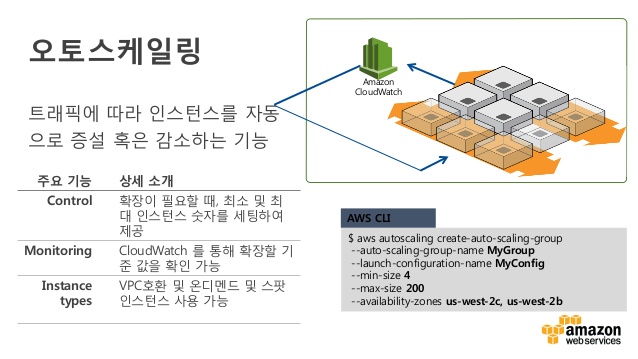 오토스케일링
트래픽에 따라 인스턴스를 자동
으로 증설 혹은 감소하는 기능
주요 기능 상세 소개
Control 확장이 필요할 때, 최소 및 최
대 인스턴스 숫자를 세팅하여
제공
Monitoring CloudWatch 를 통해 확장할 기
준 값을 확인 가능
Instance types VPC호환 및 온디멘드 및 스팟
인스턴스 사용 가능
Amazon
CloudWatch
AWS CLI
$ aws autoscaling create-auto-scaling-group
--auto-scaling-group-name MyGroup
--launch-configuration-name MyConfig
--min-size 4
--max-size 200
--availability-zones us-west-2c, us-west-2b
amazon
webservices